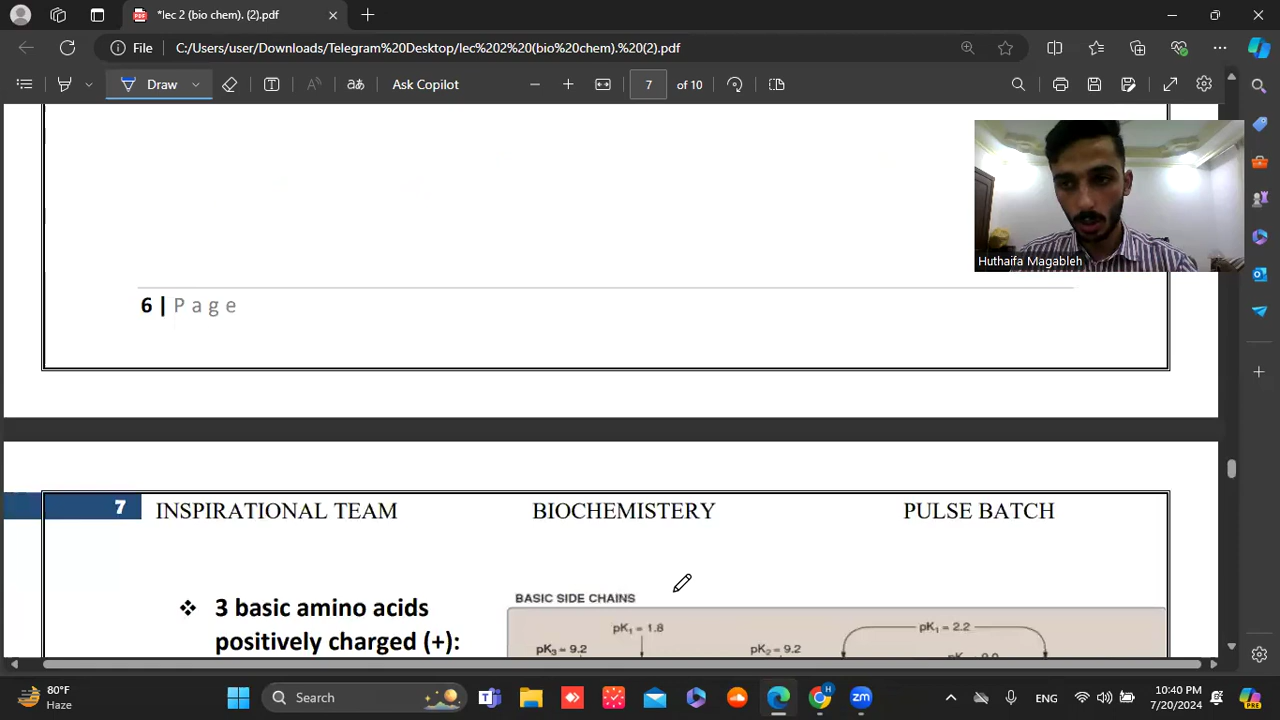 *lec 2 (bio chem). (2).pdf
File
C:/Users/user/Downloads/Telegram%20Desktop/lec%202%20(bio%20chem).%20(2).pdf
Draw
Ask Copilot
7
of 10
Huthaifa Magableh
6 | Page
7
INSPIRATIONAL TEAM
BIOCHEMISTERY
PULSE BATCH
❖ 3 basic amino acids
positively charged (+):
BASIC SIDE CHAINS
pK1 = 1.8
pK3 = 9.2
pK2 = 9.2
pK1 = 2.2
80°F
Haze
Search
ENG
10:40 PM
7/20/2024